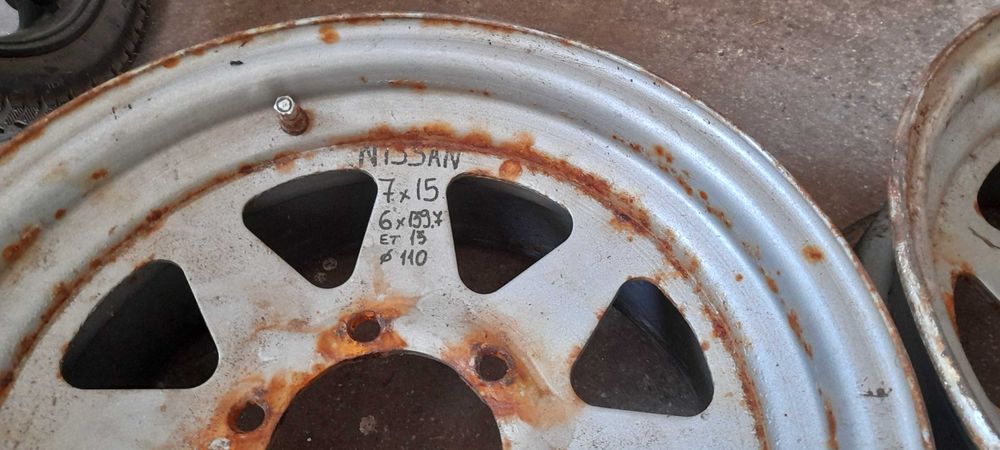 NISSAN
7x15
6x139.7
ET 15
ø 110